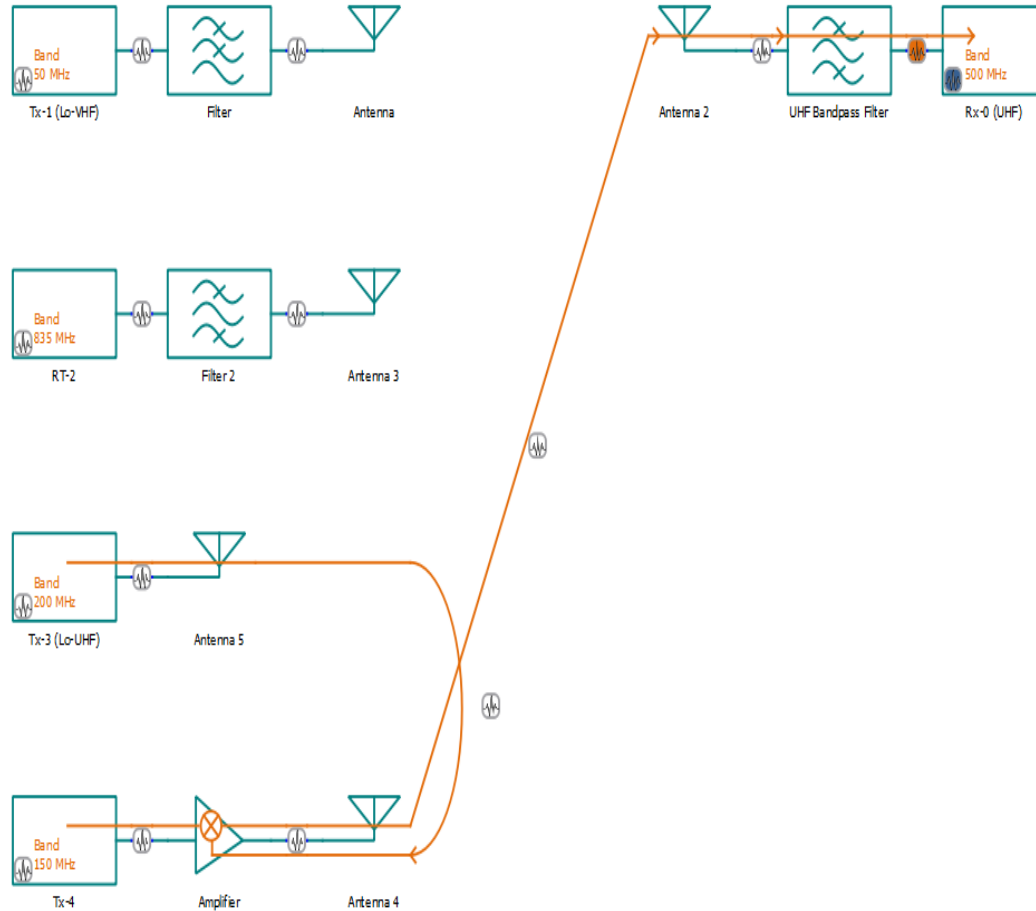 Band
50 MHz
Tx-1 (Lo-VHF)
Filter
Antenna
Antenna 2
UHF Bandpass Filter
Band
500 MHz
Rx-0 (UHF)
Band
835 MHz
RT-2
Filter 2
Antenna 3
Band
200 MHz
Tx-3 (Lo-UHF)
Antenna 5
Band
150 MHz
Tx-4
Amplifier
Antenna 4